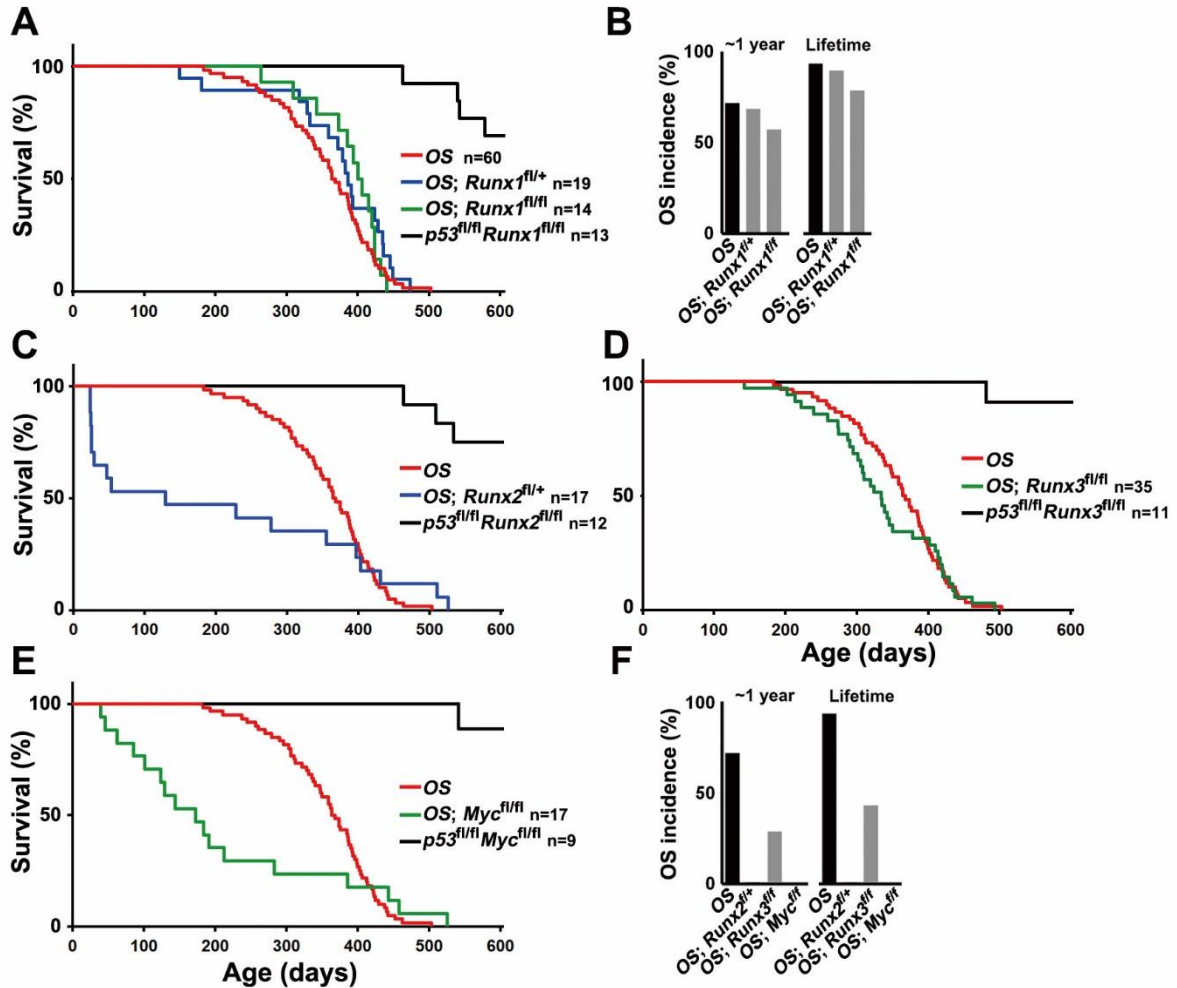 A
Survival (%)
100
50
0
0 100 200 300 400 500 600
OS n=60
OS; Runx1fl/+ n=19
OS; Runx1fl/fl n=14
p53fl/flRunx1fl/fl n=13
B
OS incidence (%)
~1 year Lifetime
100
50
0
OS
OS; Runx1f/+
OS; Runx1f/f
OS
OS; Runx1f/+
OS; Runx1f/f
C
Survival (%)
100
50
0
0 100 200 300 400 500 600
OS
OS; Runx2fl/+ n=17
p53fl/flRunx2fl/fl n=12
D
100
50
0
0 100 200 300 400 500 600
Age (days)
OS
OS; Runx3fl/fl n=35
p53fl/flRunx3fl/fl n=11
E
Survival (%)
100
50
0
0 100 200 300 400 500 600
Age (days)
OS
OS; Mycfl/fl n=17
p53fl/flMycfl/fl n=9
F
OS incidence (%)
~1 year Lifetime
100
50
0
OS
OS; Runx2f/+
OS; Runx3f/f
OS; Mycf/f
OS
OS; Runx2f/+
OS; Runx3f/f
OS; Mycf/f